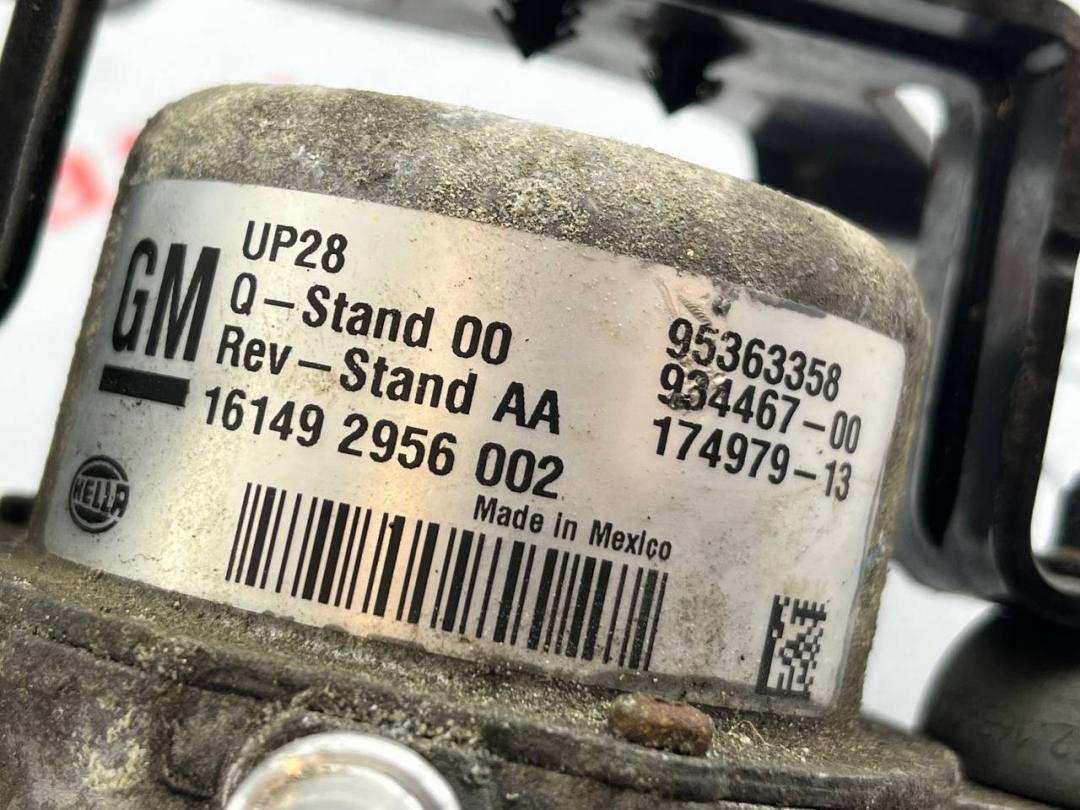 GM
UP28
Q-Stand 00
Rev-Stand AA
16149 2956 002
95363358
934467-00
174979-13
Made in Mexico
HELLA